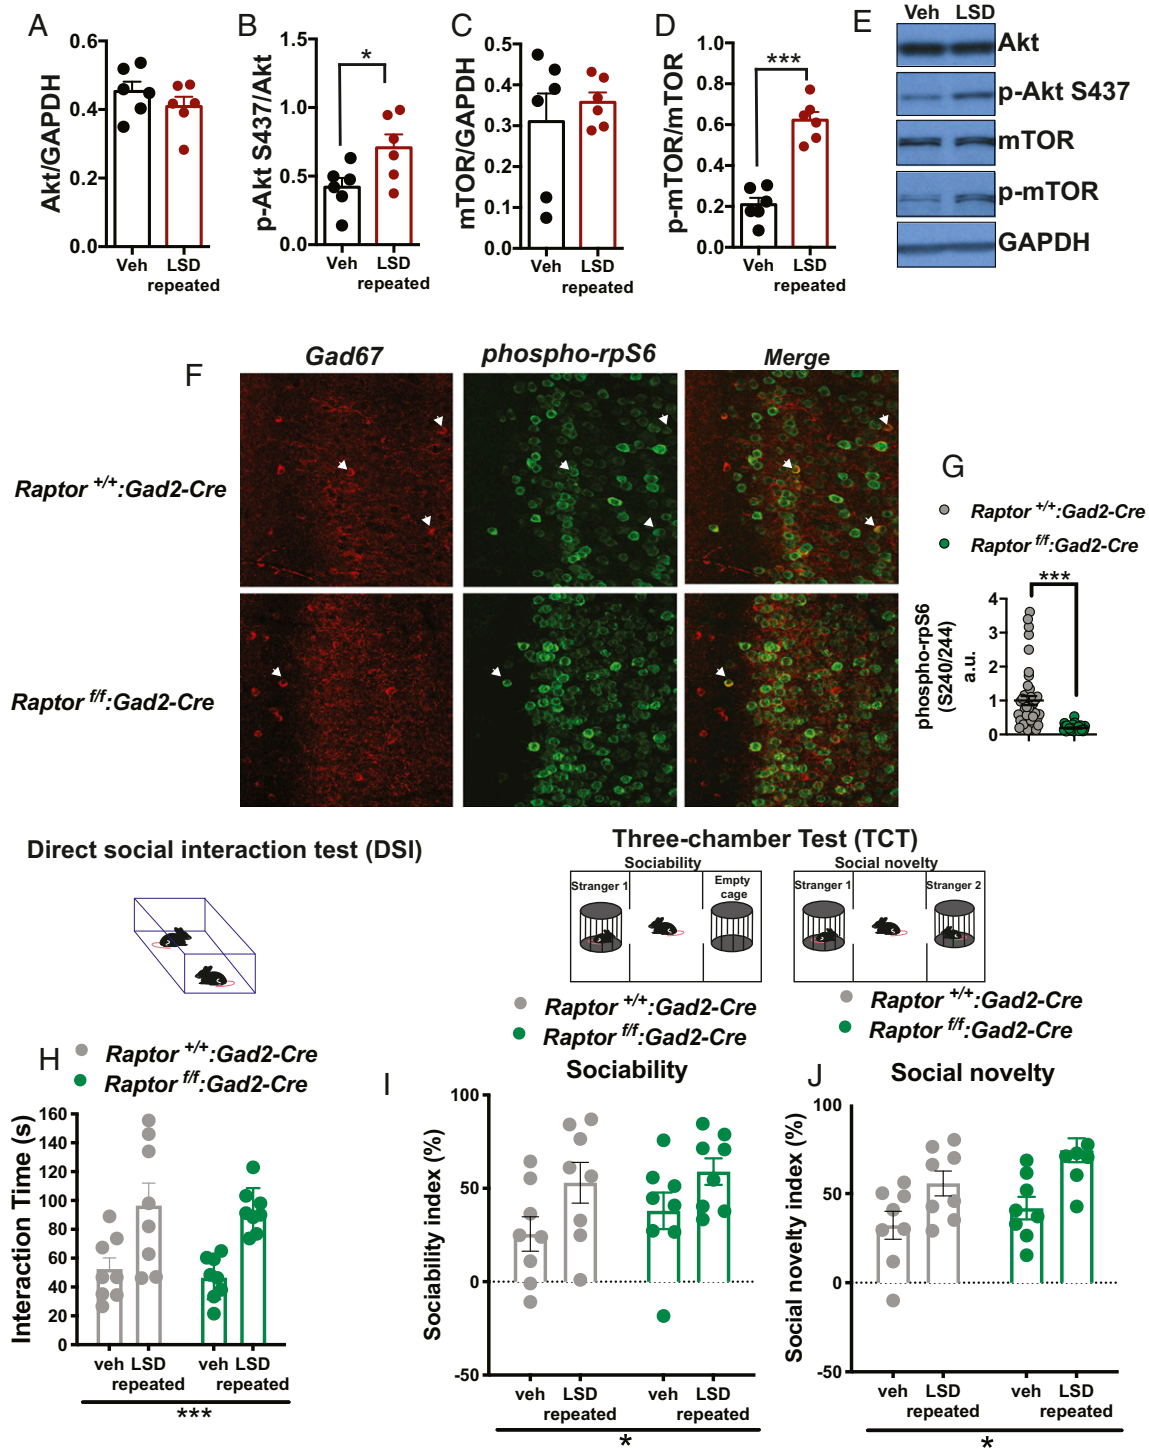 A
Akt/GAPDH
0.6
0.4
0.2
0.0
Veh
LSD
repeated
B
p-Akt S437/Akt
1.5
1.0
0.5
0.0
*
Veh
LSD
repeated
C
mTOR/GAPDH
0.5
0.4
0.3
0.2
0.1
0.0
Veh
LSD
repeated
D
p-mTOR/mTOR
1.0
0.8
0.6
0.4
0.2
0.0
***
Veh
LSD
repeated
E
Veh LSD
Akt
p-Akt S437
mTOR
p-mTOR
GAPDH
F
Gad67
phospho-rpS6
Merge
Raptor +/+:Gad2-Cre
Raptor f/f:Gad2-Cre
G
Raptor +/+:Gad2-Cre
Raptor f/f:Gad2-Cre
***
phospho-rpS6
(S240/244)
a.u.
4
3
2
1
0
Direct social interaction test (DSI)
Three-chamber Test (TCT)
Sociability
Stranger 1
Empty
cage
Social novelty
Stranger 1
Stranger 2
H
Raptor +/+:Gad2-Cre
Raptor f/f:Gad2-Cre
Interaction Time (s)
160
140
120
100
80
60
40
20
0
veh LSD
repeated
veh LSD
repeated
***
I
Raptor +/+:Gad2-Cre
Raptor f/f:Gad2-Cre
Sociability
Sociability index (%)
100
50
0
-50
veh
LSD
repeated
veh
LSD
repeated
*
J
Raptor +/+:Gad2-Cre
Raptor f/f:Gad2-Cre
Social novelty
Social novelty index (%)
100
50
0
-50
veh
LSD
repeated
veh
LSD
repeated
*